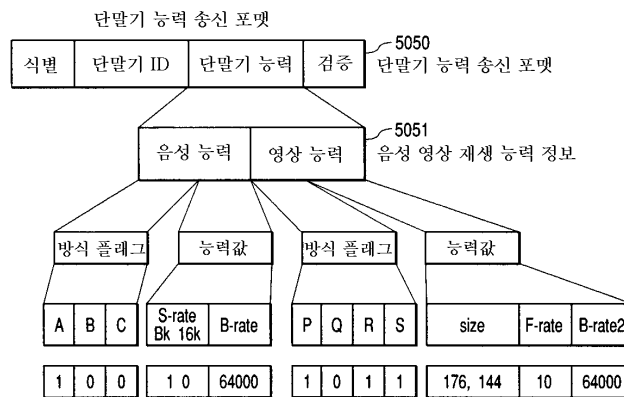 단말기 능력 송신 포맷
식별 단말기 ID 단말기 능력 검증
5050
단말기 능력 송신 포맷
음성 능력 영상 능력
5051
음성 영상 재생 능력 정보
방식 플래그 능력값 방식 플래그 능력값
A B C S-rate Bk 16k B-rate P Q R S size F-rate B-rate2
1 0 0 1 0 64000 1 0 1 1 176, 144 10 64000